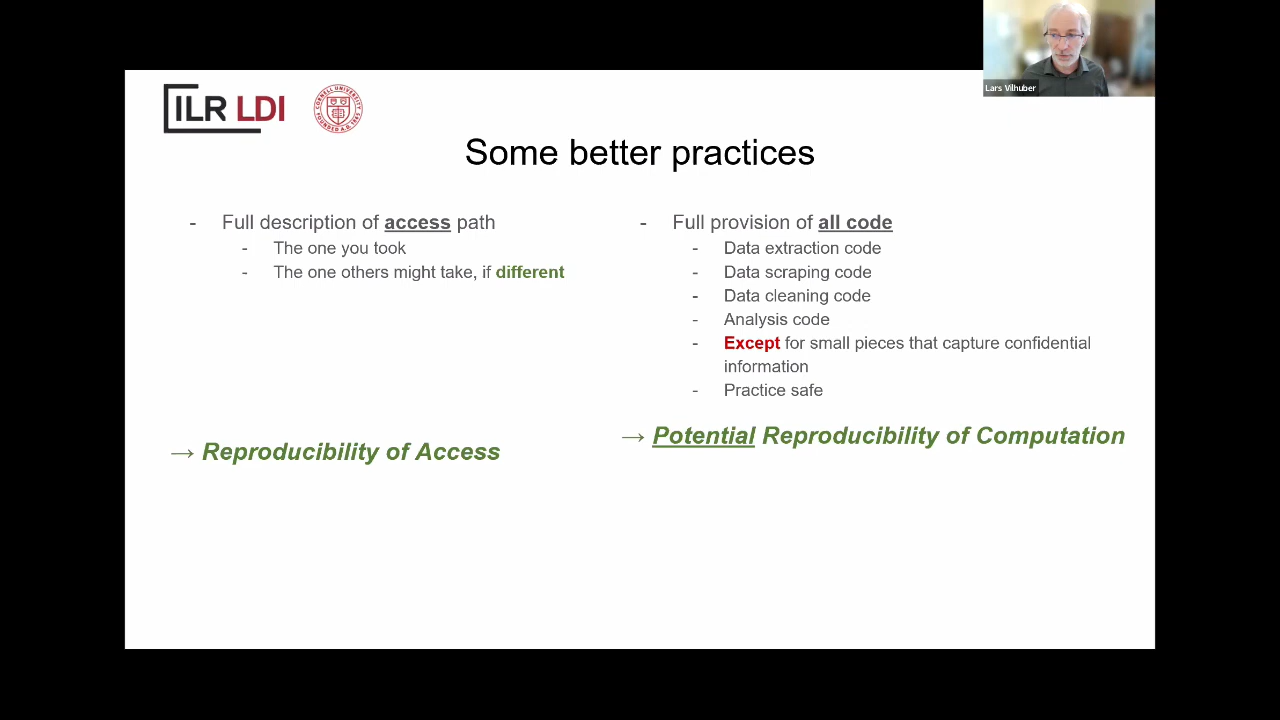 Lars Vilhuber
ILR LDI
CORNELL UNIVERSITY
Some better practices
- Full description of access path
- The one you took
- The one others might take, if different
→ Reproducibility of Access
- Full provision of all code
- Data extraction code
- Data scraping code
- Data cleaning code
- Analysis code
- Except for small pieces that capture confidential
information
- Practice safe
→ Potential Reproducibility of Computation